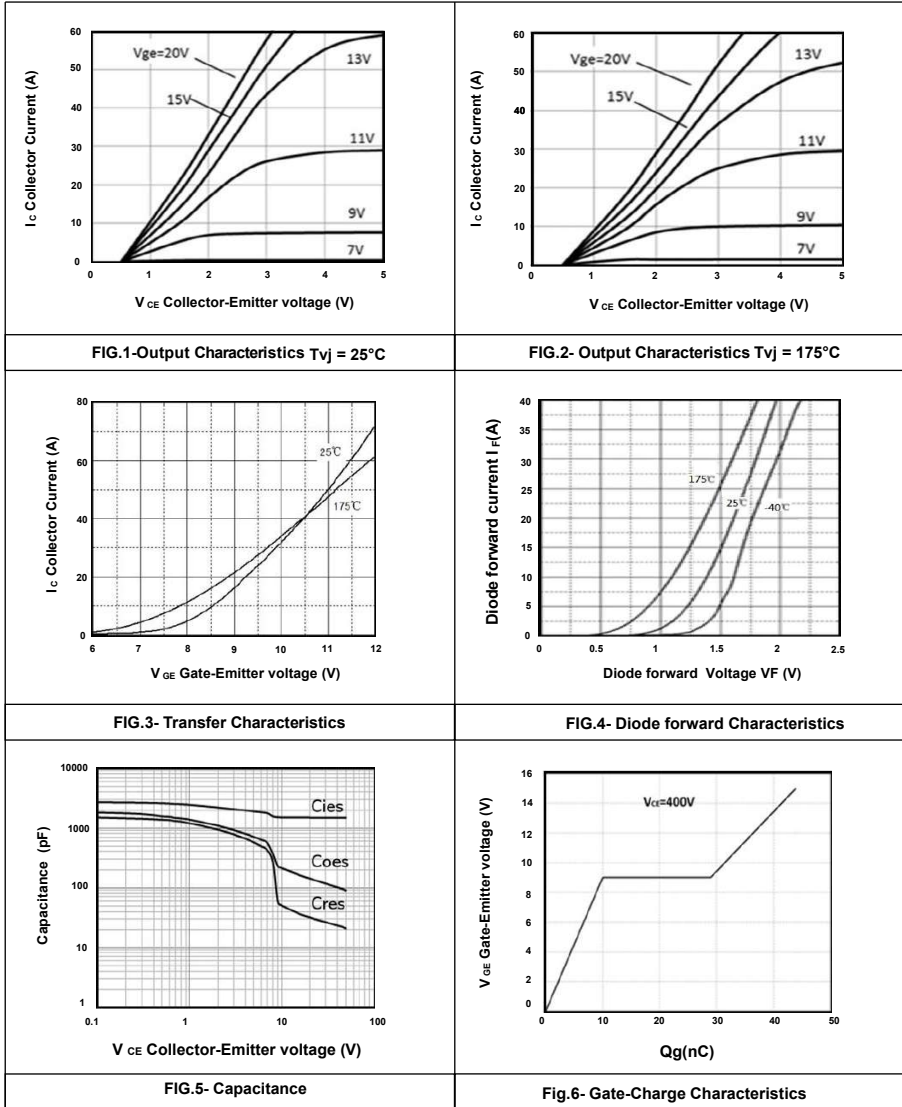 60
50
40
30
20
10
0
Vge=20V
15V
13V
11V
9V
7V
0 1 2 3 4 5
I C Collector Current (A)
V CE Collector-Emitter voltage (V)
FIG.1-Output Characteristics Tvj = 25°C
60
50
40
30
20
10
0
Vge=20V
15V
13V
11V
9V
7V
0 1 2 3 4 5
I C Collector Current (A)
V CE Collector-Emitter voltage (V)
FIG.2- Output Characteristics Tvj = 175°C
80
60
40
20
0
25℃
175℃
6 7 8 9 10 11 12
I C Collector Current (A)
V GE Gate-Emitter voltage (V)
FIG.3- Transfer Characteristics
40
35
30
25
20
15
10
5
0
175℃
25℃
-40℃
0 0.5 1.0 1.5 2.0 2.5
Diode forward current I F(A)
Diode forward Voltage VF (V)
FIG.4- Diode forward Characteristics
10000
1000
100
10
1
Cies
Coes
Cres
0.1 1 10 100
Capacitance (pF)
V CE Collector-Emitter voltage (V)
FIG.5- Capacitance
16
14
12
10
8
6
4
2
0
VCE=400V
0 10 20 30 40 50
V GE Gate-Emitter voltage (V)
Qg(nC)
Fig.6- Gate-Charge Characteristics